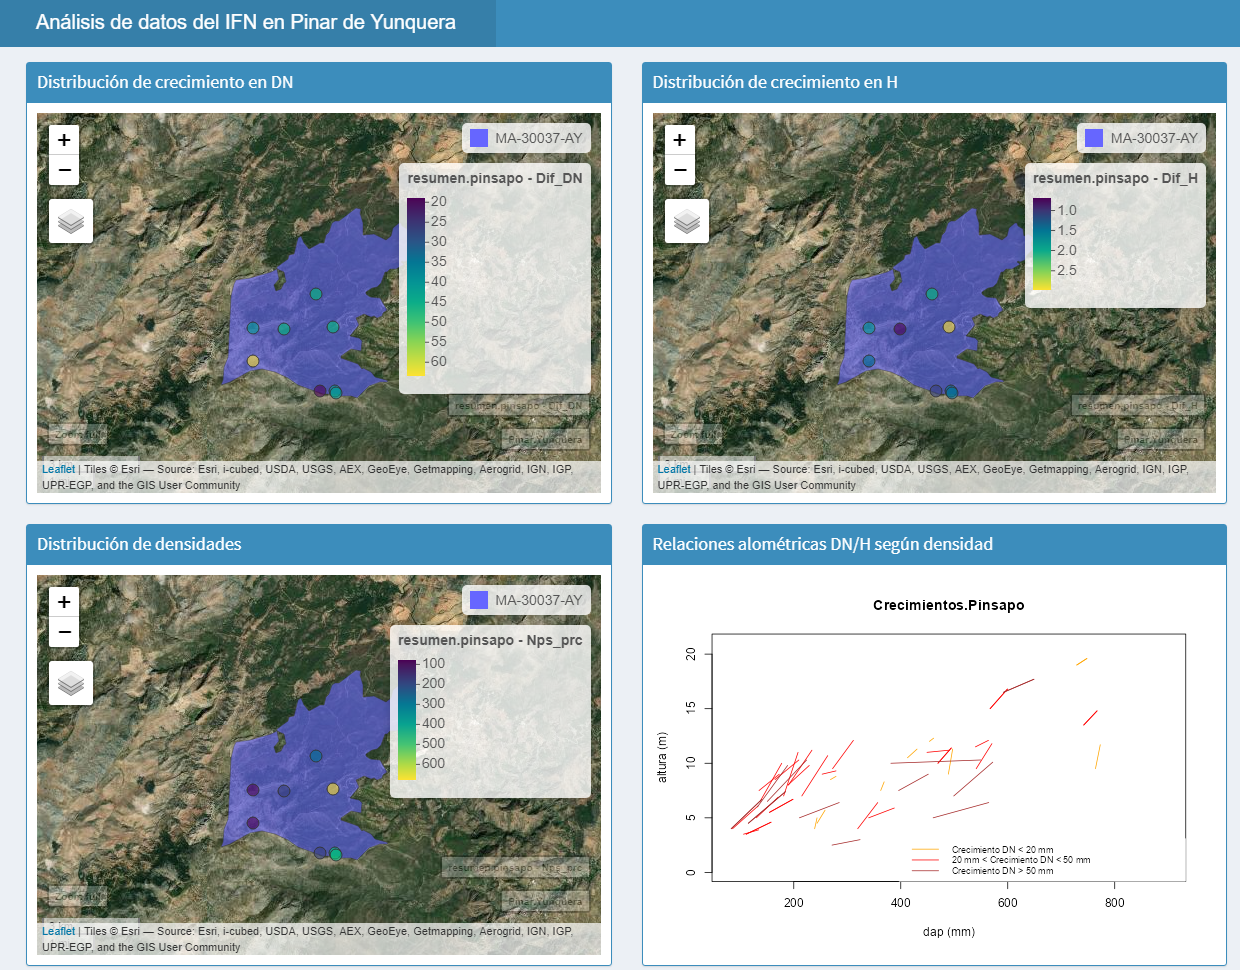 Análisis de datos del IFN en Pinar de Yunquera
Distribución de crecimiento en DN
+
−
MA-30037-AY
resumen.pinsapo - Dif_DN
20
25
30
35
40
45
50
55
60
resumen.pinsapo - Dif_DN
Zoom full
Pinar.Yunquera
Leaflet | Tiles © Esri — Source: Esri, i-cubed, USDA, USGS, AEX, GeoEye, Getmapping, Aerogrid, IGN, IGP,
UPR-EGP, and the GIS User Community
Distribución de crecimiento en H
+
−
MA-30037-AY
resumen.pinsapo - Dif_H
1.0
1.5
2.0
2.5
resumen.pinsapo - Dif_H
Zoom full
Pinar.Yunquera
Leaflet | Tiles © Esri — Source: Esri, i-cubed, USDA, USGS, AEX, GeoEye, Getmapping, Aerogrid, IGN, IGP,
UPR-EGP, and the GIS User Community
Distribución de densidades
+
−
MA-30037-AY
resumen.pinsapo - Nps_prc
100
200
300
400
500
600
resumen.pinsapo - Nps_prc
Zoom full
Pinar.Yunquera
Leaflet | Tiles © Esri — Source: Esri, i-cubed, USDA, USGS, AEX, GeoEye, Getmapping, Aerogrid, IGN, IGP,
UPR-EGP, and the GIS User Community
Relaciones alométricas DN/H según densidad
Crecimientos.Pinsapo
altura (m)
20
15
10
5
0
Crecimiento DN < 20 mm
20 mm < Crecimiento DN < 50 mm
Crecimiento DN > 50 mm
200 400 600 800
dap (mm)